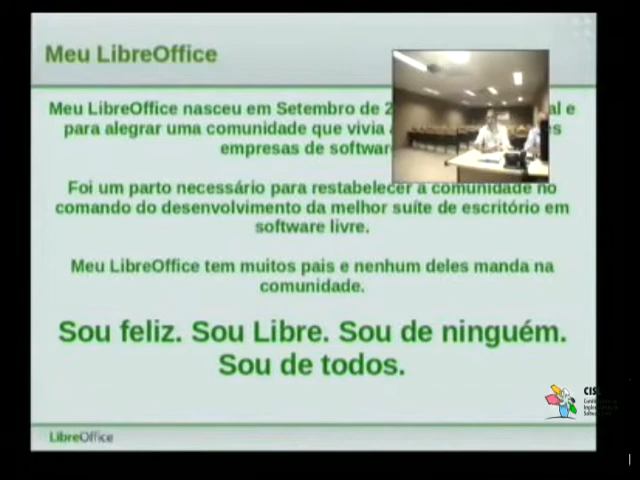 Meu LibreOffice
Meu LibreOffice nasceu em Setembro de 2 al e
para alegrar uma comunidade que vivia es
empresas de softwar
Foi um parto necessário para restabelecer a comunidade no
comando do desenvolvimento da melhor suíte de escritório em
software livre.
Meu LibreOffice tem muitos pais e nenhum deles manda na
comunidade.
Sou feliz. Sou Libre. Sou de ninguém.
Sou de todos.
CIS
LibreOffice